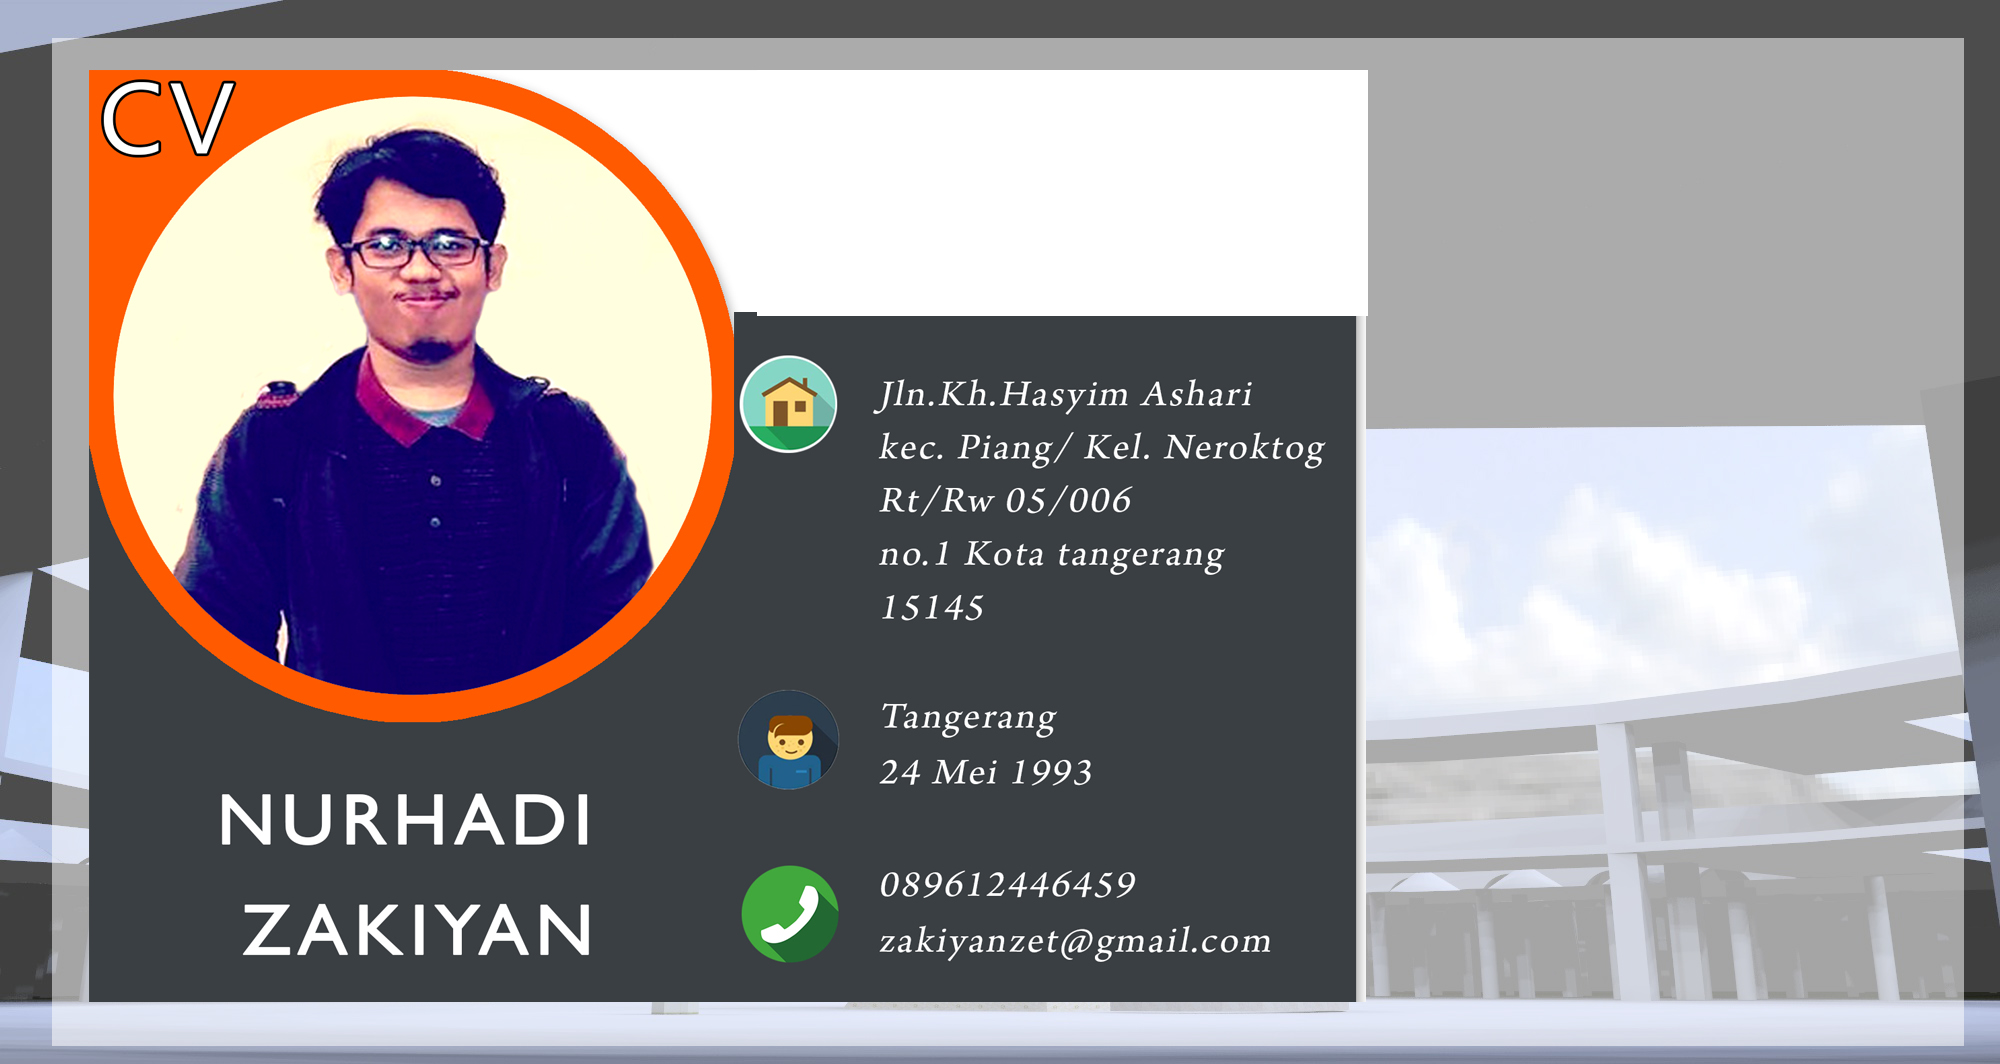 CV
NURHADI
ZAKIYAN
Jln.Kh.Hasyim Ashari
kec. Piang/ Kel. Neroktog
Rt/Rw 05/006
no.1 Kota tangerang
15145
Tangerang
24 Mei 1993
089612446459
zakiyanzet@gmail.com